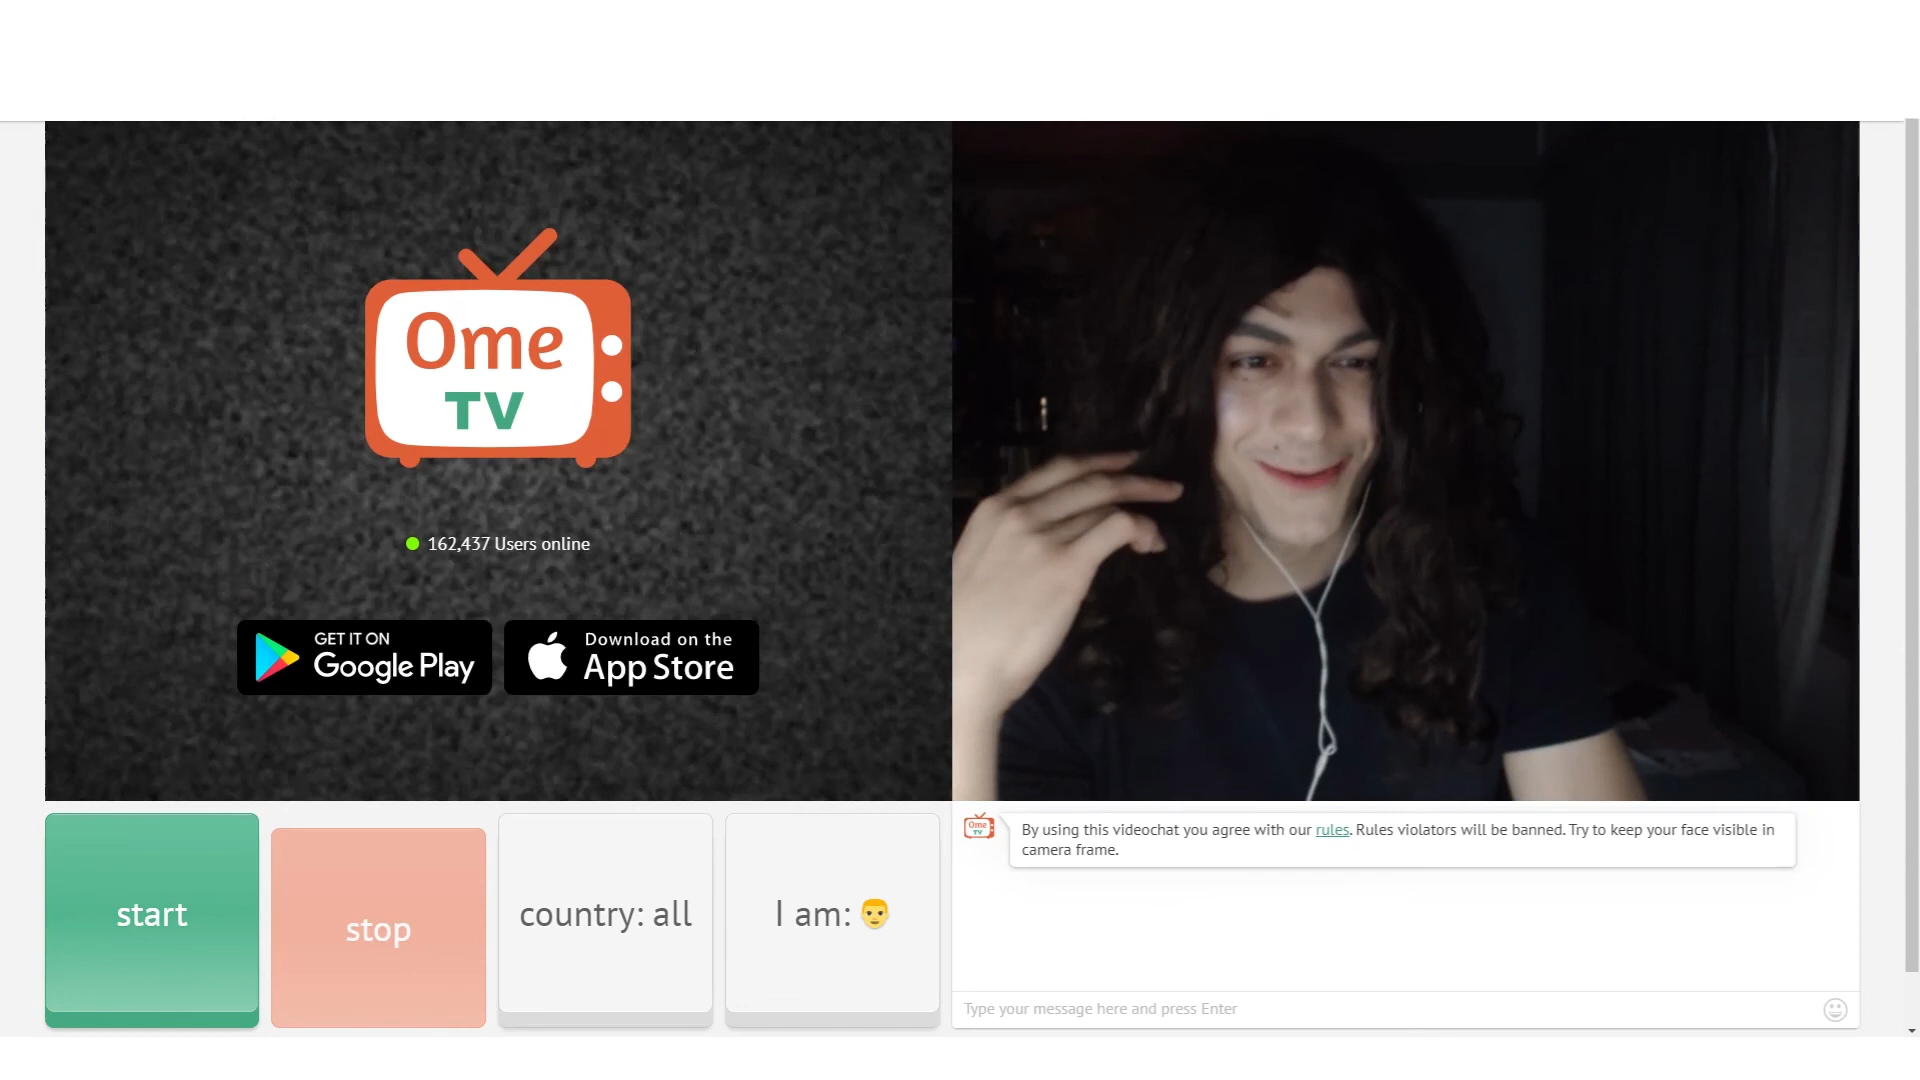 Ome
TV
162,437 Users online
GET IT ON
Google Play
Download on the
App Store
start
stop
country: all
I am:
Ome
TV
By using this videochat you agree with our rules. Rules violators will be banned. Try to keep your face visible in
camera frame.
Type your message here and press Enter